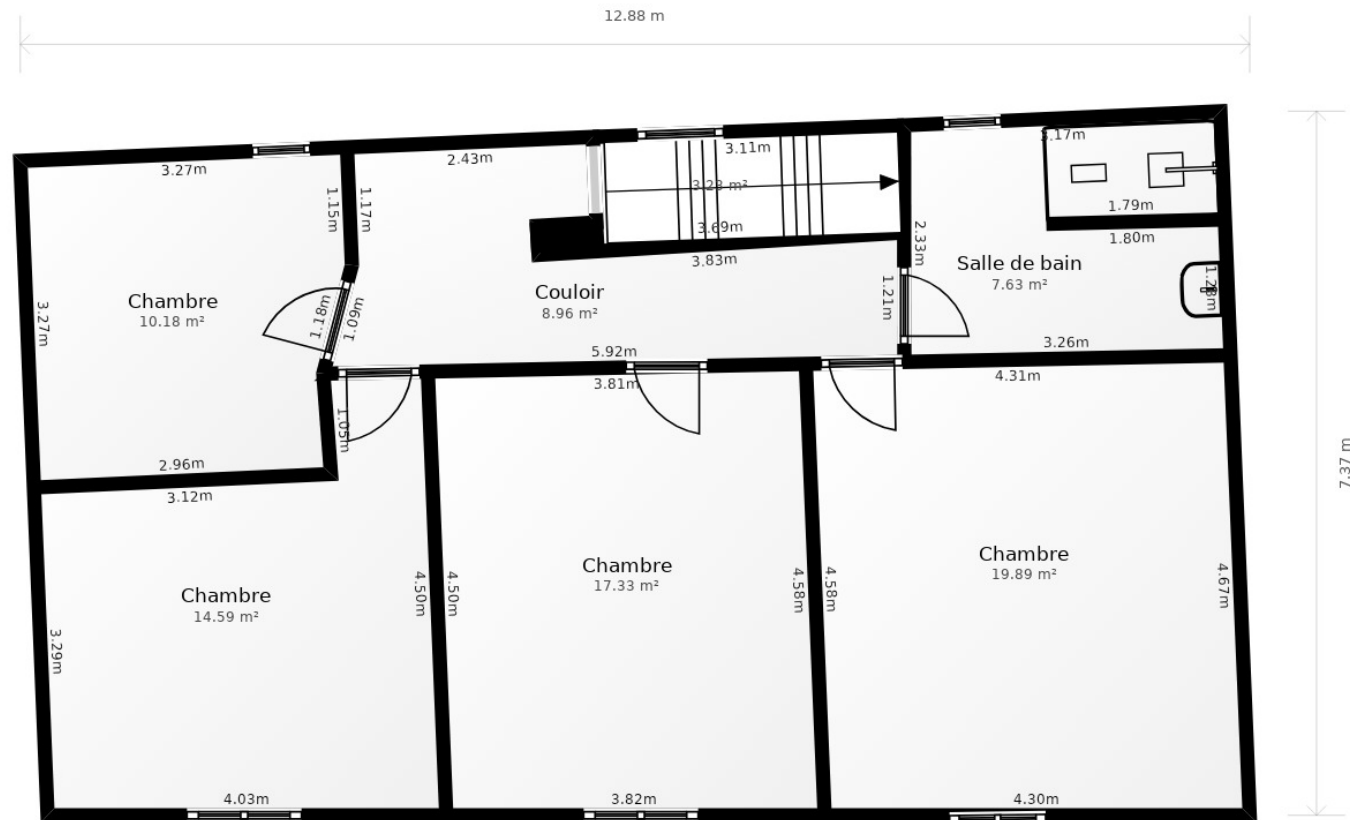 12.88 m
3.17m
3.11m
2.43m
3.27m
3.28 m²
1.15m
1.17m
1.79m
3.69m
2.33m
1.80m
3.83m
Salle de bain
7.63 m²
1.28m
Couloir
8.96 m²
1.21m
Chambre
10.18 m²
3.27m
1.18m
1.09m
3.26m
5.92m
4.31m
3.81m
1.05m
2.96m
3.12m
7.37 m
Chambre
19.89 m²
Chambre
17.33 m²
Chambre
14.59 m²
4.50m
4.50m
4.58m
4.58m
4.67m
3.29m
4.03m
3.82m
4.30m